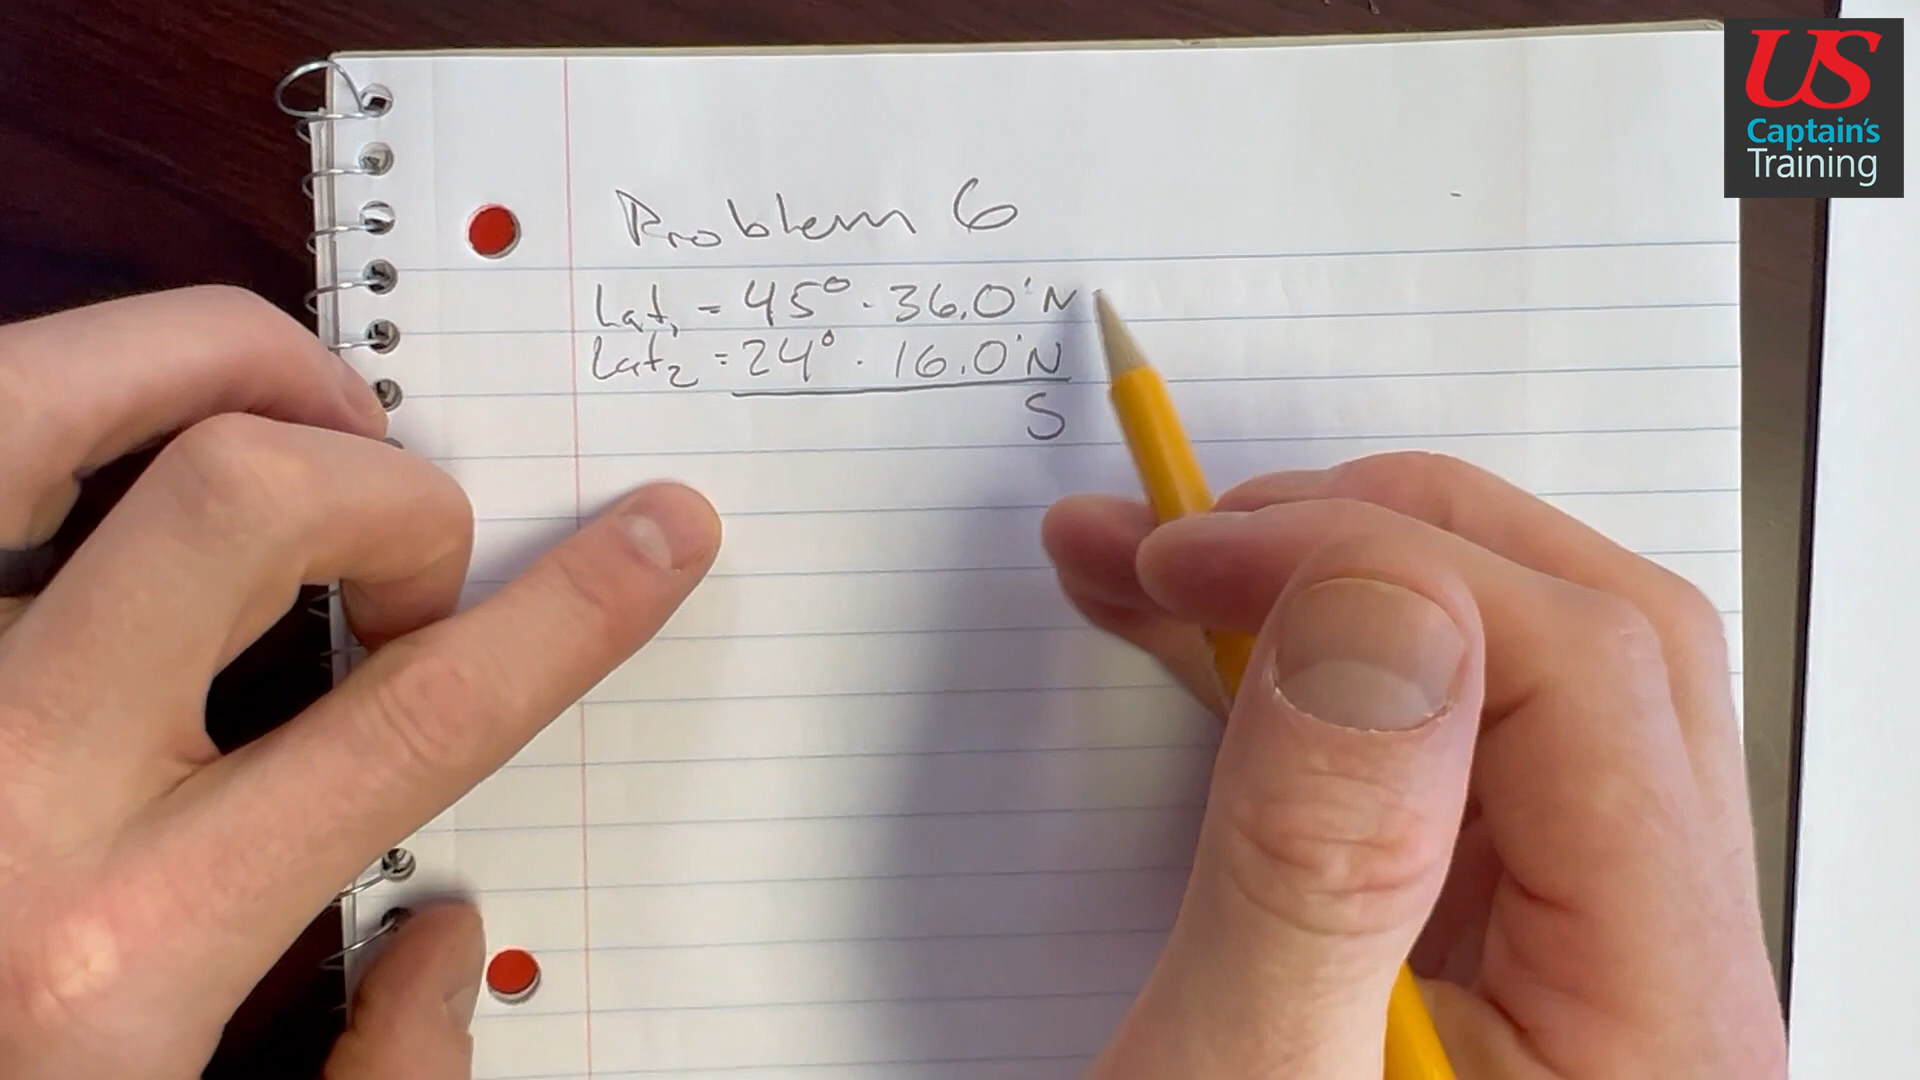 US
Captain's
Training
Problem 6
Lat₁ = 45° · 36.0' N
Lat₂ = 24° · 16.0' N
S